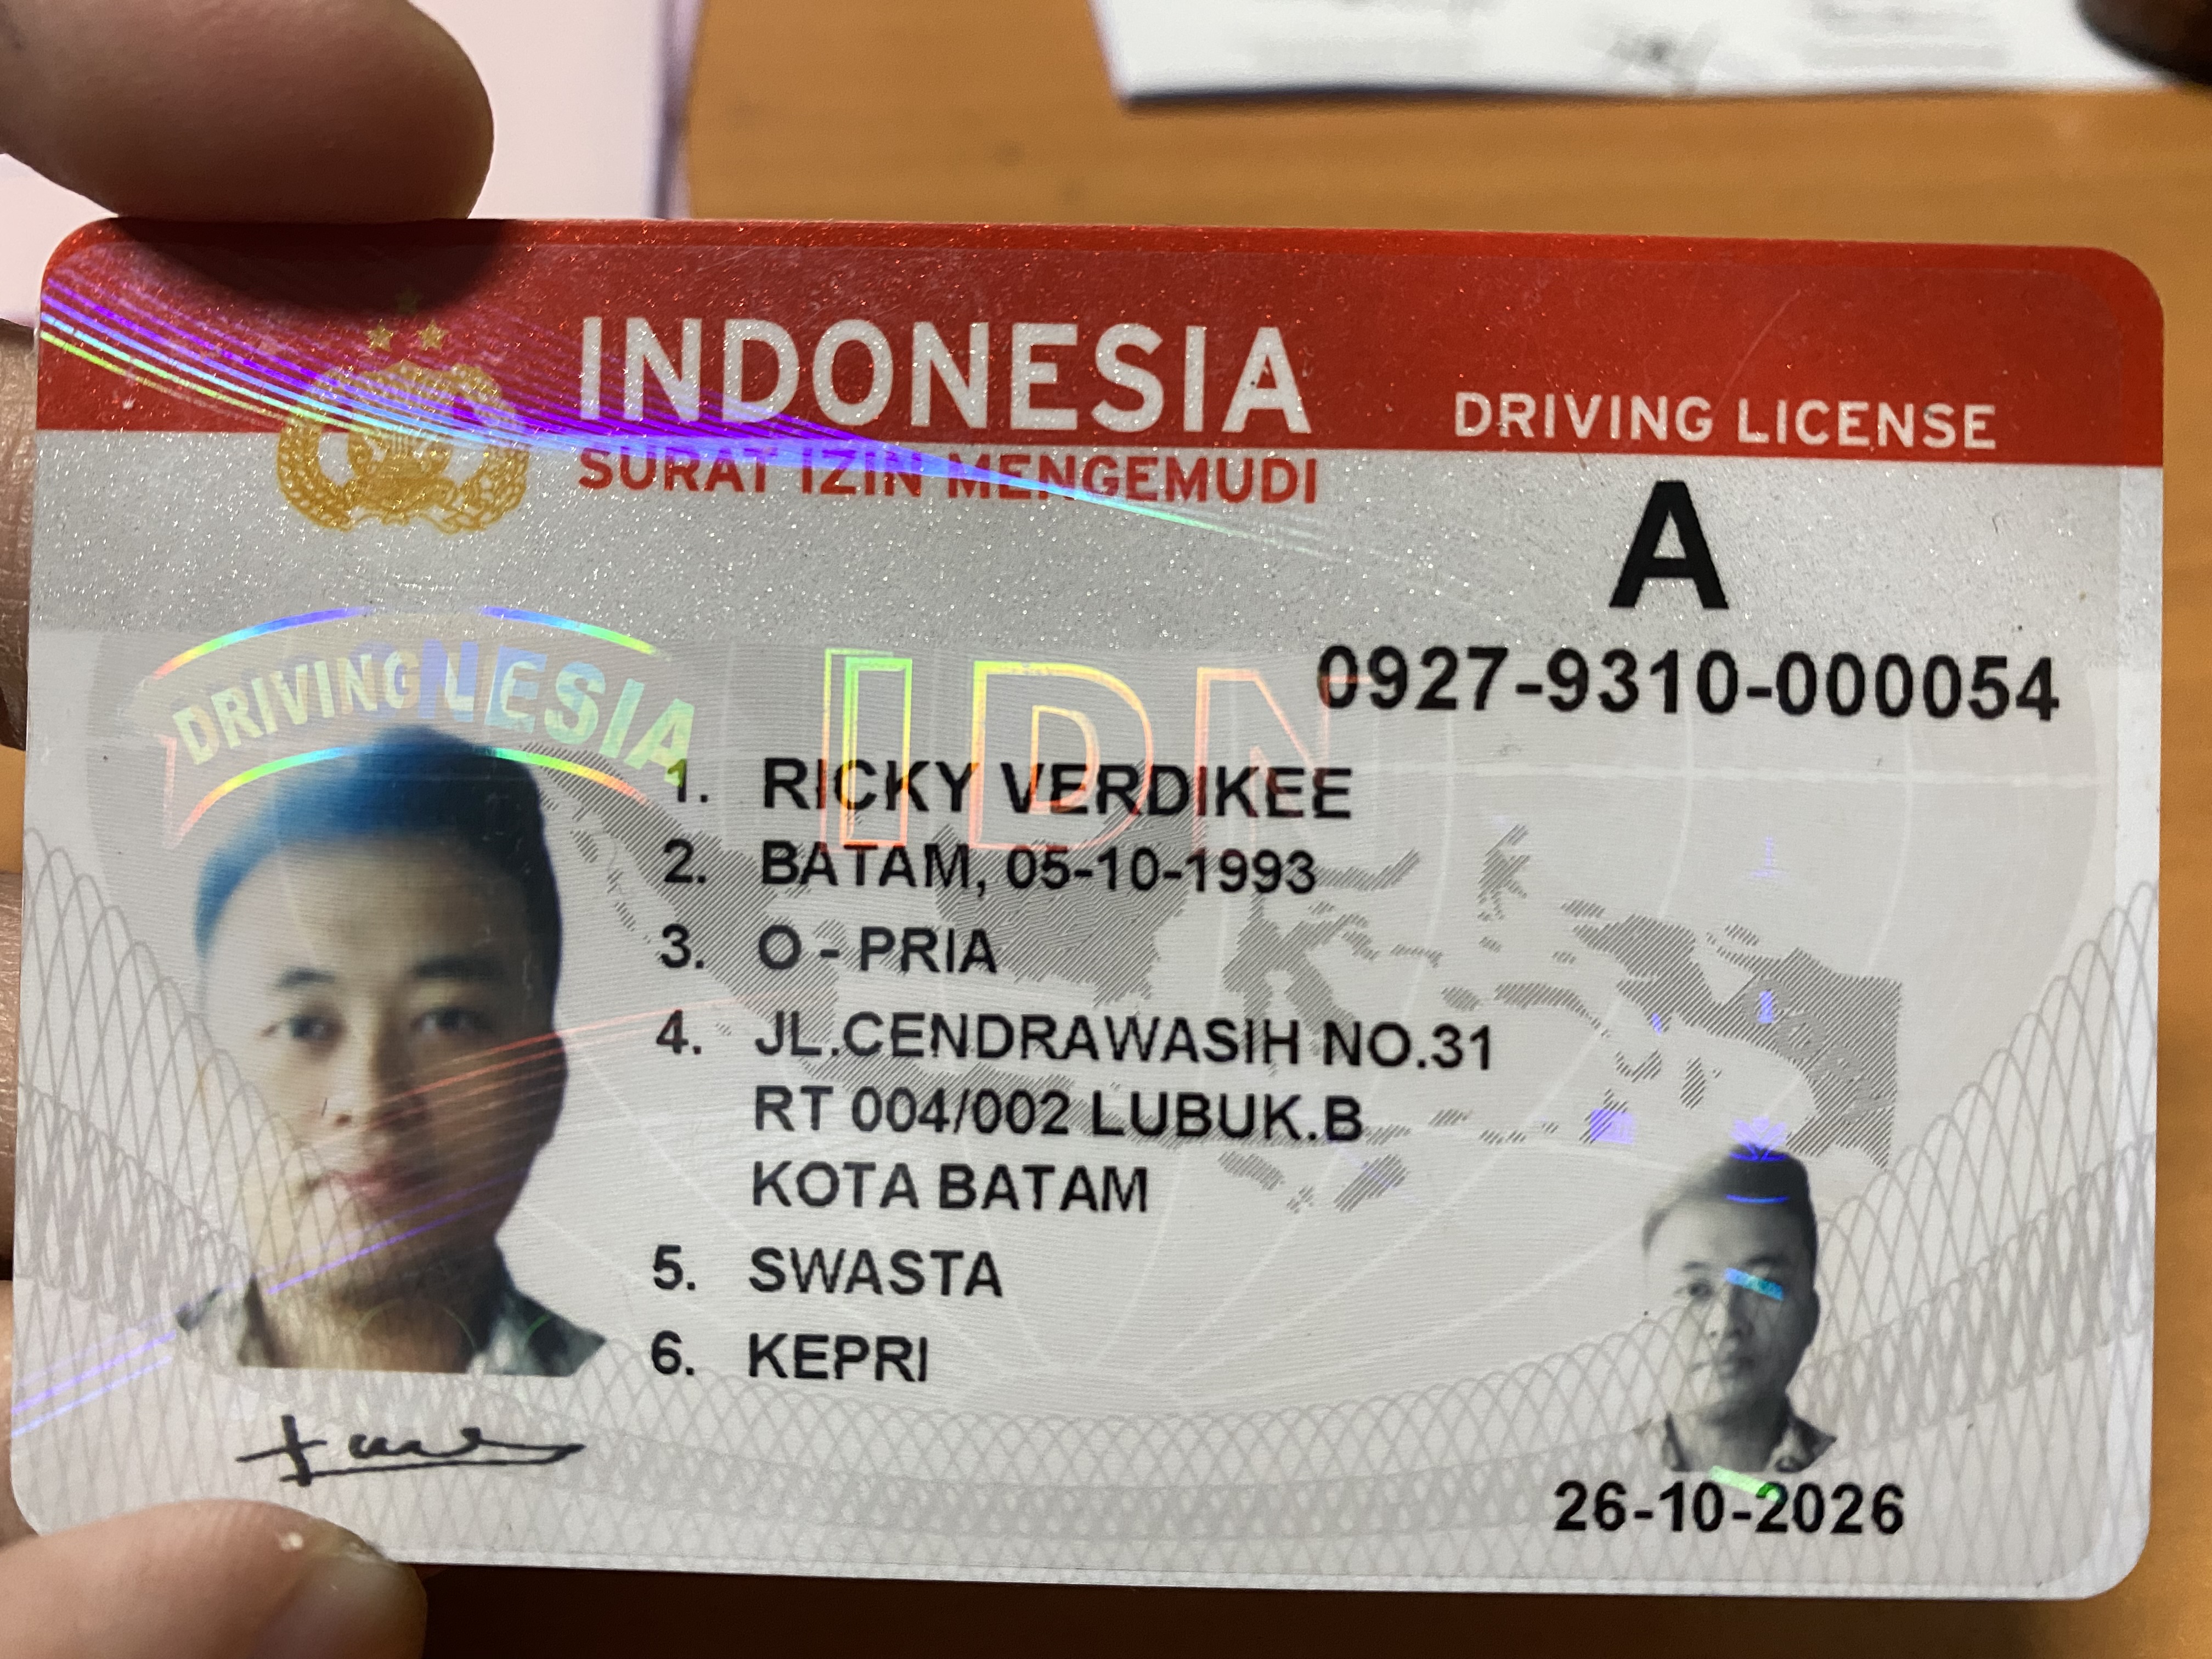 INDONESIA DRIVING LICENSE
SURAT IZIN MENGEMUDI
A
DRIVING LICENSE
INDONESIA
IDN
0927-9310-000054
1. RICKY VERDIKEE
2. BATAM, 05-10-1993
3. O - PRIA
4. JL.CENDRAWASIH NO.31
RT 004/002 LUBUK.B
KOTA BATAM
5. SWASTA
6. KEPRI
26-10-2026